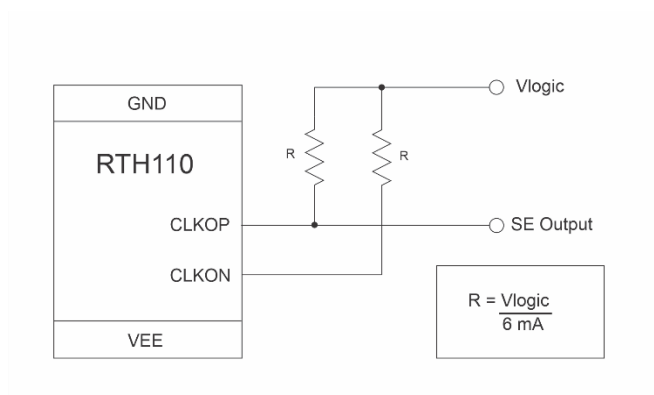 GND
Vlogic
RTH110
R
R
CLKOP
SE Output
CLKON
R = Vlogic
6 mA
VEE